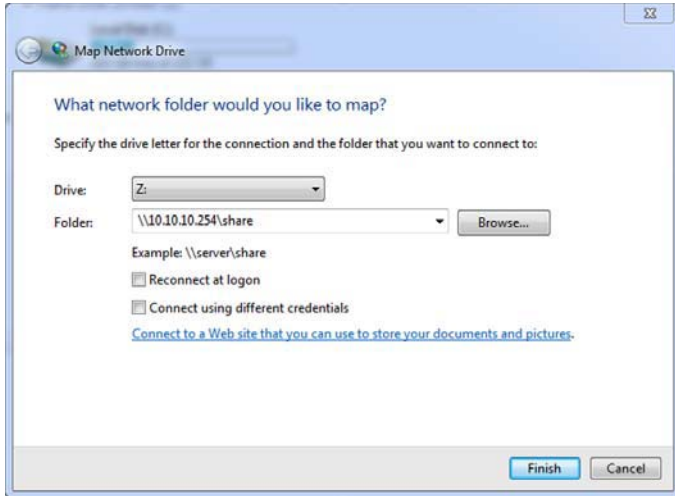 Map Network Drive
What network folder would you like to map?
Specify the drive letter for the connection and the folder that you want to connect to:
Drive: Z:
Folder: \\10.10.10.254\share Browse...
Example: \\server\share
Reconnect at logon
Connect using different credentials
Connect to a Web site that you can use to store your documents and pictures.
Finish Cancel